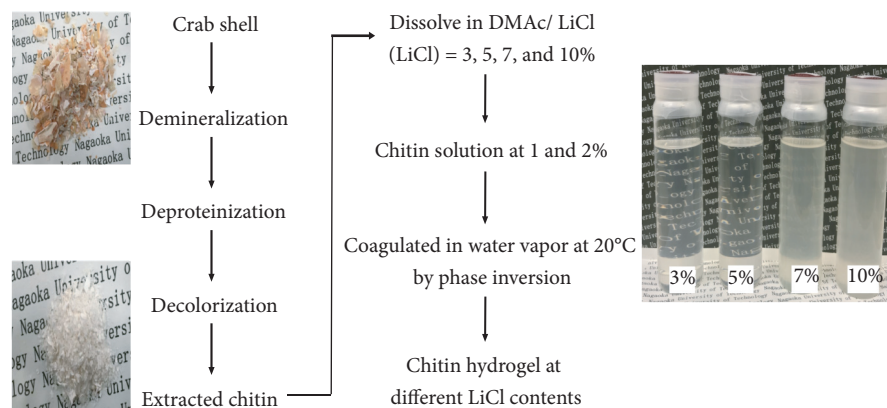 Crab shell
Demineralization
Deproteinization
Decolorization
Extracted chitin
Dissolve in DMAc/ LiCl
(LiCl) = 3, 5, 7, and 10%
Chitin solution at 1 and 2%
Coagulated in water vapor at 20°C
by phase inversion
Chitin hydrogel at
different LiCl contents
3%
5%
7%
10%